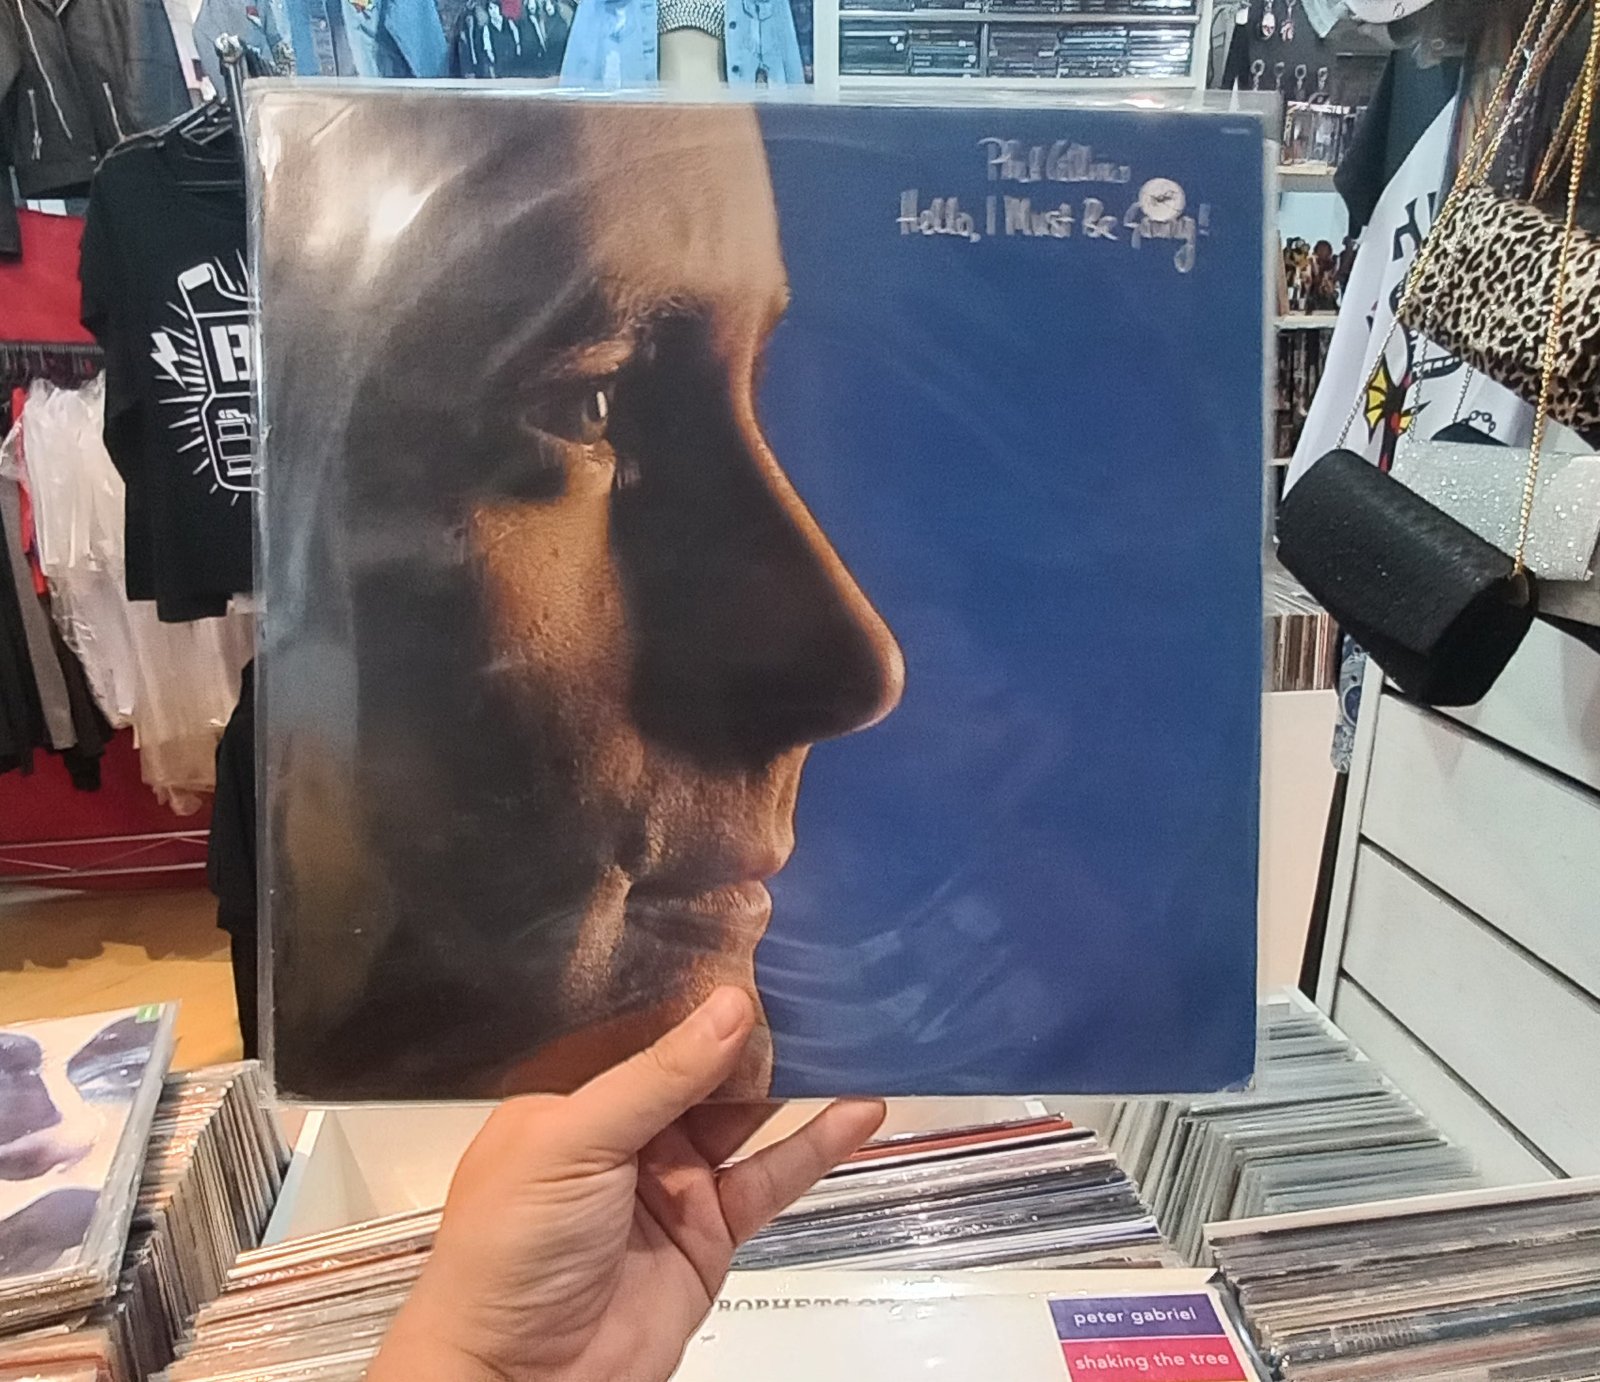 Phil Collins
Hello, I Must Be Going!
peter gabriel
shaking the tree